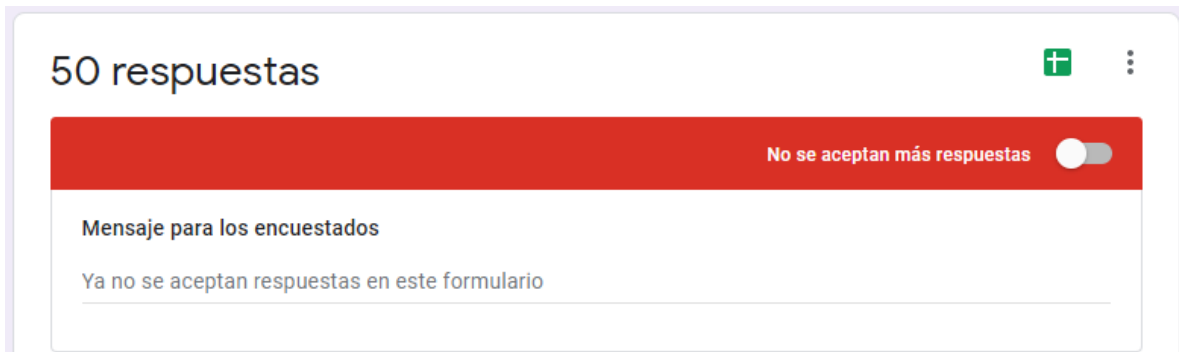 50 respuestas
No se aceptan más respuestas
Mensaje para los encuestados
Ya no se aceptan respuestas en este formulario